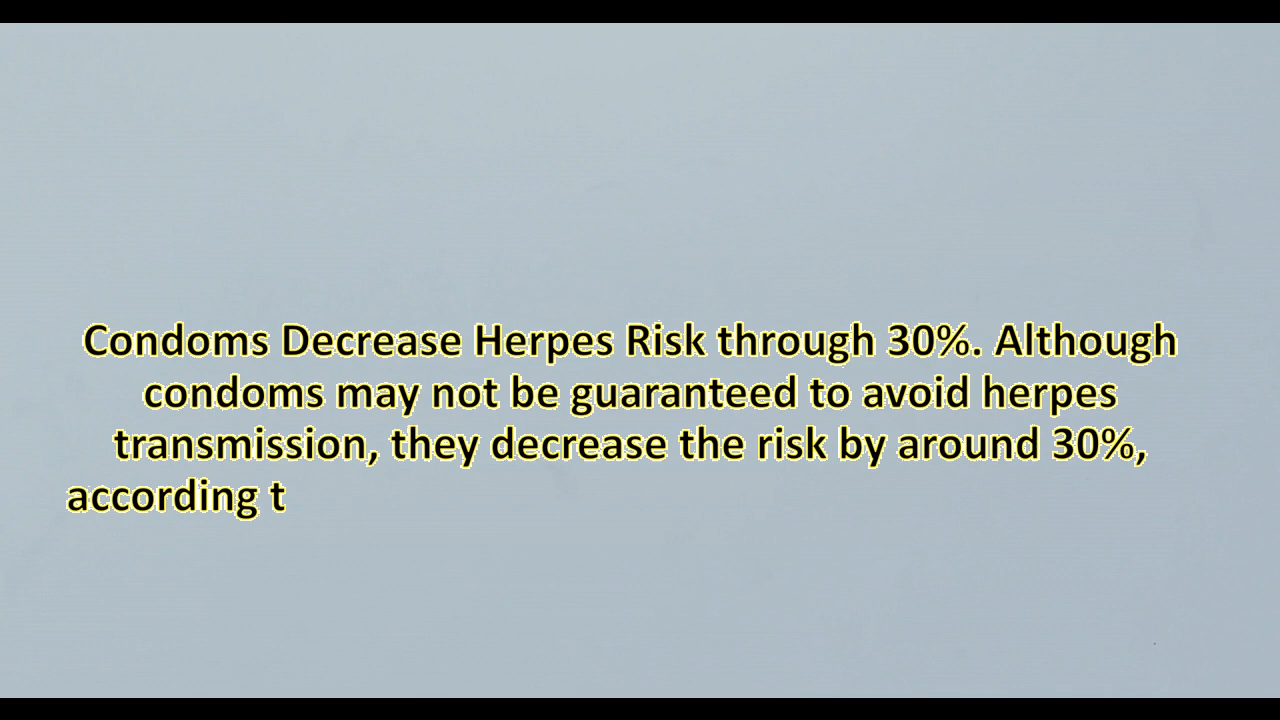 Condoms Decrease Herpes Risk through 30%. Although
condoms may not be guaranteed to avoid herpes
transmission, they decrease the risk by around 30%,
according t